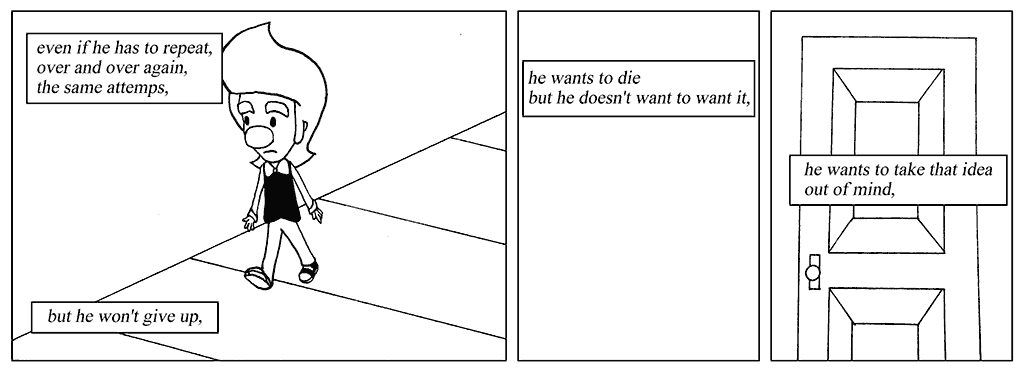 even if he has to repeat,
over and over again,
the same attemps,
but he won't give up,
he wants to die
but he doesn't want to want it,
he wants to take that idea
out of mind,